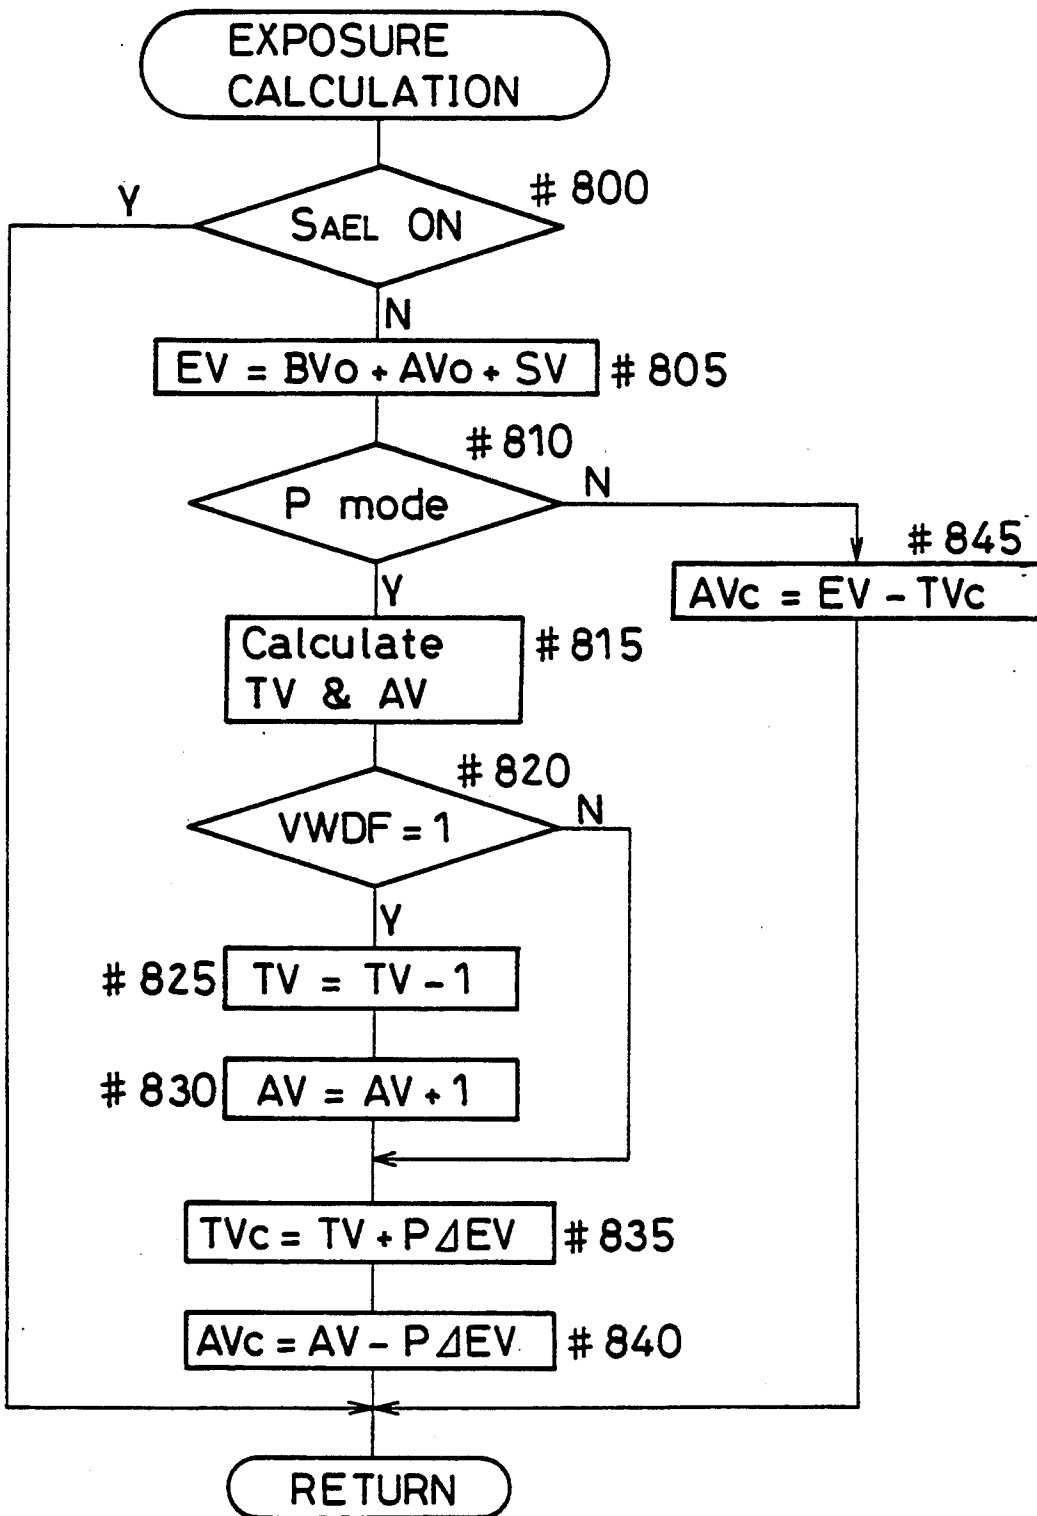 EXPOSURE
CALCULATION
# 800
Y
SAEL ON
N
EV = BVo + AVo + SV
# 805
# 810
P mode
N
# 845
AVc = EV - TVc
Y
Calculate
TV & AV
# 815
# 820
VWDF = 1
N
Y
# 825
TV = TV - 1
# 830
AV = AV + 1
TVc = TV + P⊿EV
# 835
AVc = AV - P⊿EV
# 840
RETURN